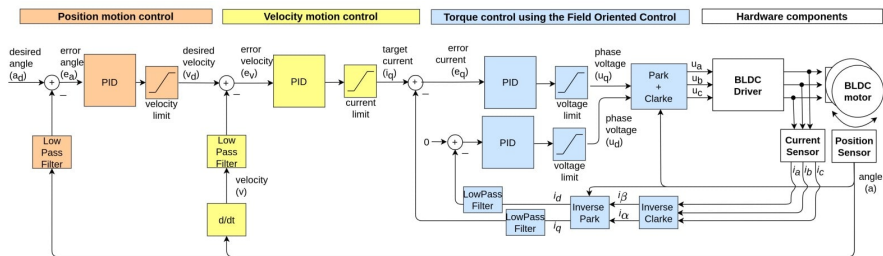 Position motion control
Velocity motion control
Torque control using the Field Oriented Control
Hardware components
desired
angle
(ad)
error
angle
(ea)
PID
velocity
limit
desired
velocity
(vd)
error
velocity
(ev)
PID
current
limit
target
current
(iq)
error
current
(eq)
PID
voltage
limit
phase
voltage
(uq)
Park
+
Clarke
ua
ub
uc
BLDC
Driver
BLDC
motor
0
PID
voltage
limit
phase
voltage
(ud)
Current
Sensor
Position
Sensor
Low
Pass
Filter
Low
Pass
Filter
velocity
(v)
d/dt
LowPass
Filter
LowPass
Filter
id
iq
Inverse
Park
iβ
iα
Inverse
Clarke
ia
ib
ic
angle
(a)
−
−
−
−